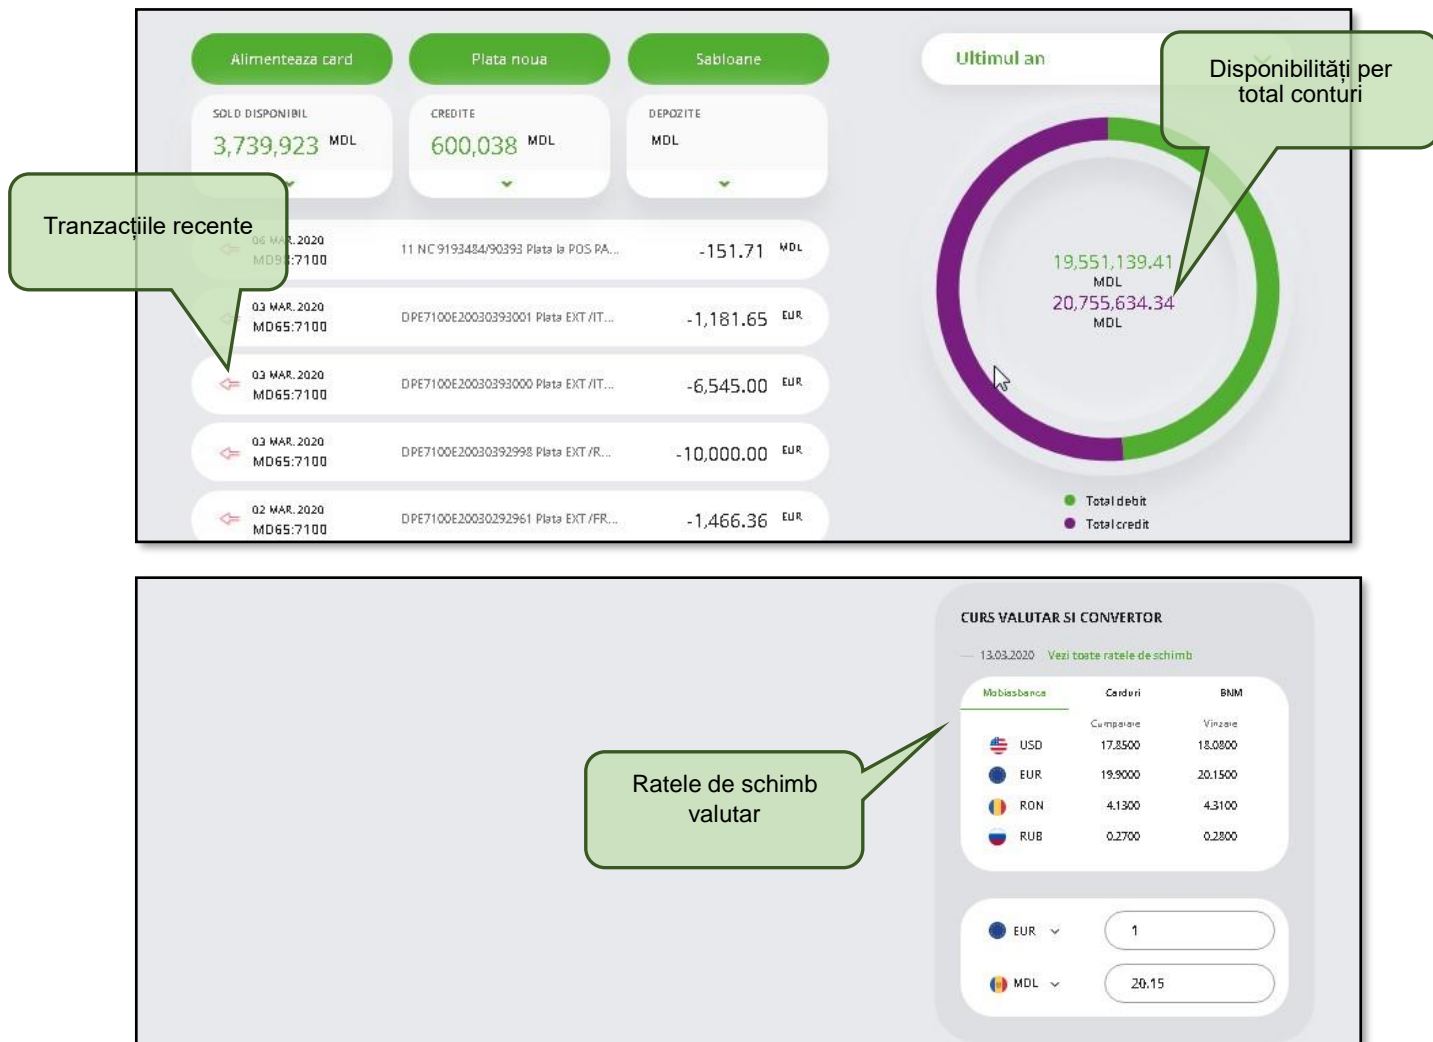 Alimenteaza card
Plata noua
Sabloane
Ultimul an
Disponibilități per
total conturi
SOLD DISPONIBIL
3,739,923 MDL
CREDITE
600,038 MDL
DEPOZITE
MDL
Tranzacțiile recente
06 MAR. 2020
MD98:7100
11 NC 9193484/90393 Plata la POS PA...
-151.71 MDL
03 MAR. 2020
MD65:7100
DPE7100E20030393001 Plata EXT /IT...
-1,181.65 EUR
03 MAR. 2020
MD65:7100
DPE7100E20030393000 Plata EXT /IT...
-6,545.00 EUR
03 MAR. 2020
MD65:7100
DPE7100E20030392998 Plata EXT /R...
-10,000.00 EUR
02 MAR. 2020
MD65:7100
DPE7100E20030292961 Plata EXT /FR...
-1,466.36 EUR
19,551,139.41
MDL
20,755,634.34
MDL
Total debit
Total credit
CURS VALUTAR SI CONVERTOR
13.03.2020 Vezi toate ratele de schimb
Mobiasbanca Carduri BNM
Cumparare Vinzare
USD 17.8500 18.0800
EUR 19.9000 20.1500
RON 4.1300 4.3100
RUB 0.2700 0.2800
Ratele de schimb
valutar
EUR 1
MDL 20.15